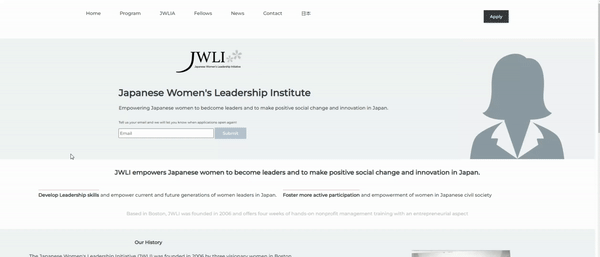 Home Program JWLIA Fellows News Contact 日本
Apply
JWLI
Japanese Women's Leadership Initiative
Japanese Women's Leadership Institute
Empowering Japanese women to bedcome leaders and to make positive social change and innovation in Japan.
Tell us your email and we will let you know when applications open again!
Email
Submit
JWLI empowers Japanese women to become leaders and to make positive social change and innovation in Japan.
Develop Leadership skills and empower current and future generations of women leaders in Japan.
Foster more active participation and empowerment of women in Japanese civil society
Based in Boston, JWLI was founded in 2006 and offers four weeks of hands-on nonprofit management training with an entrepreneurial aspect
Our History
The Japanese Women's Leadership Initiative (JWLI) was founded in 2006 by three visionary women in Boston